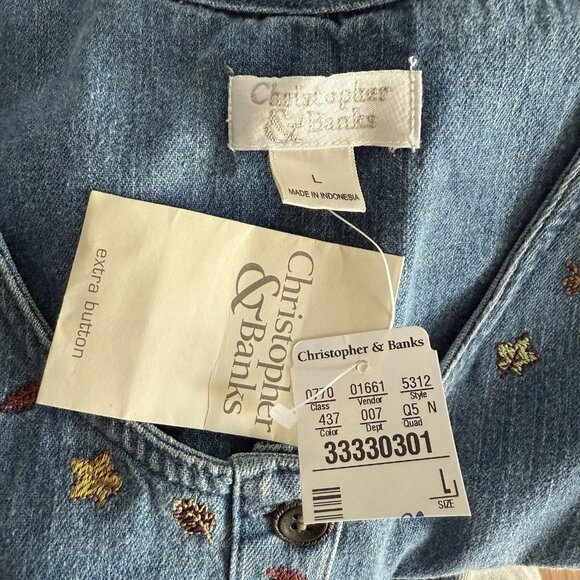 Christopher
& Banks
L
MADE IN INDONESIA
extra button
Christopher
& Banks
Christopher & Banks
0770 01661 5312
Class Vendor Style
437 007 Q5 N
Color Dept Quad
33330301
L
SIZE